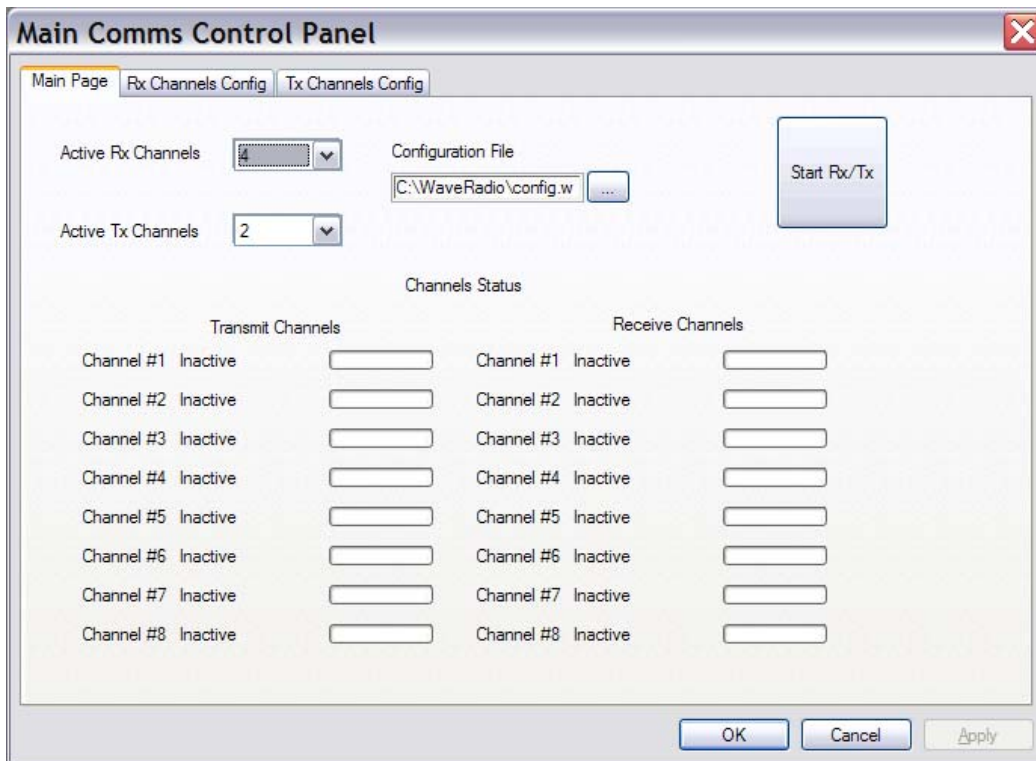 Main Comms Control Panel
Main Page Rx Channels Config Tx Channels Config
Active Rx Channels 4 Configuration File
C:\WaveRadio\config.w ...
Start Rx/Tx
Active Tx Channels 2
Channels Status
Transmit Channels Receive Channels
Channel #1 Inactive Channel #1 Inactive
Channel #2 Inactive Channel #2 Inactive
Channel #3 Inactive Channel #3 Inactive
Channel #4 Inactive Channel #4 Inactive
Channel #5 Inactive Channel #5 Inactive
Channel #6 Inactive Channel #6 Inactive
Channel #7 Inactive Channel #7 Inactive
Channel #8 Inactive Channel #8 Inactive
OK Cancel Apply